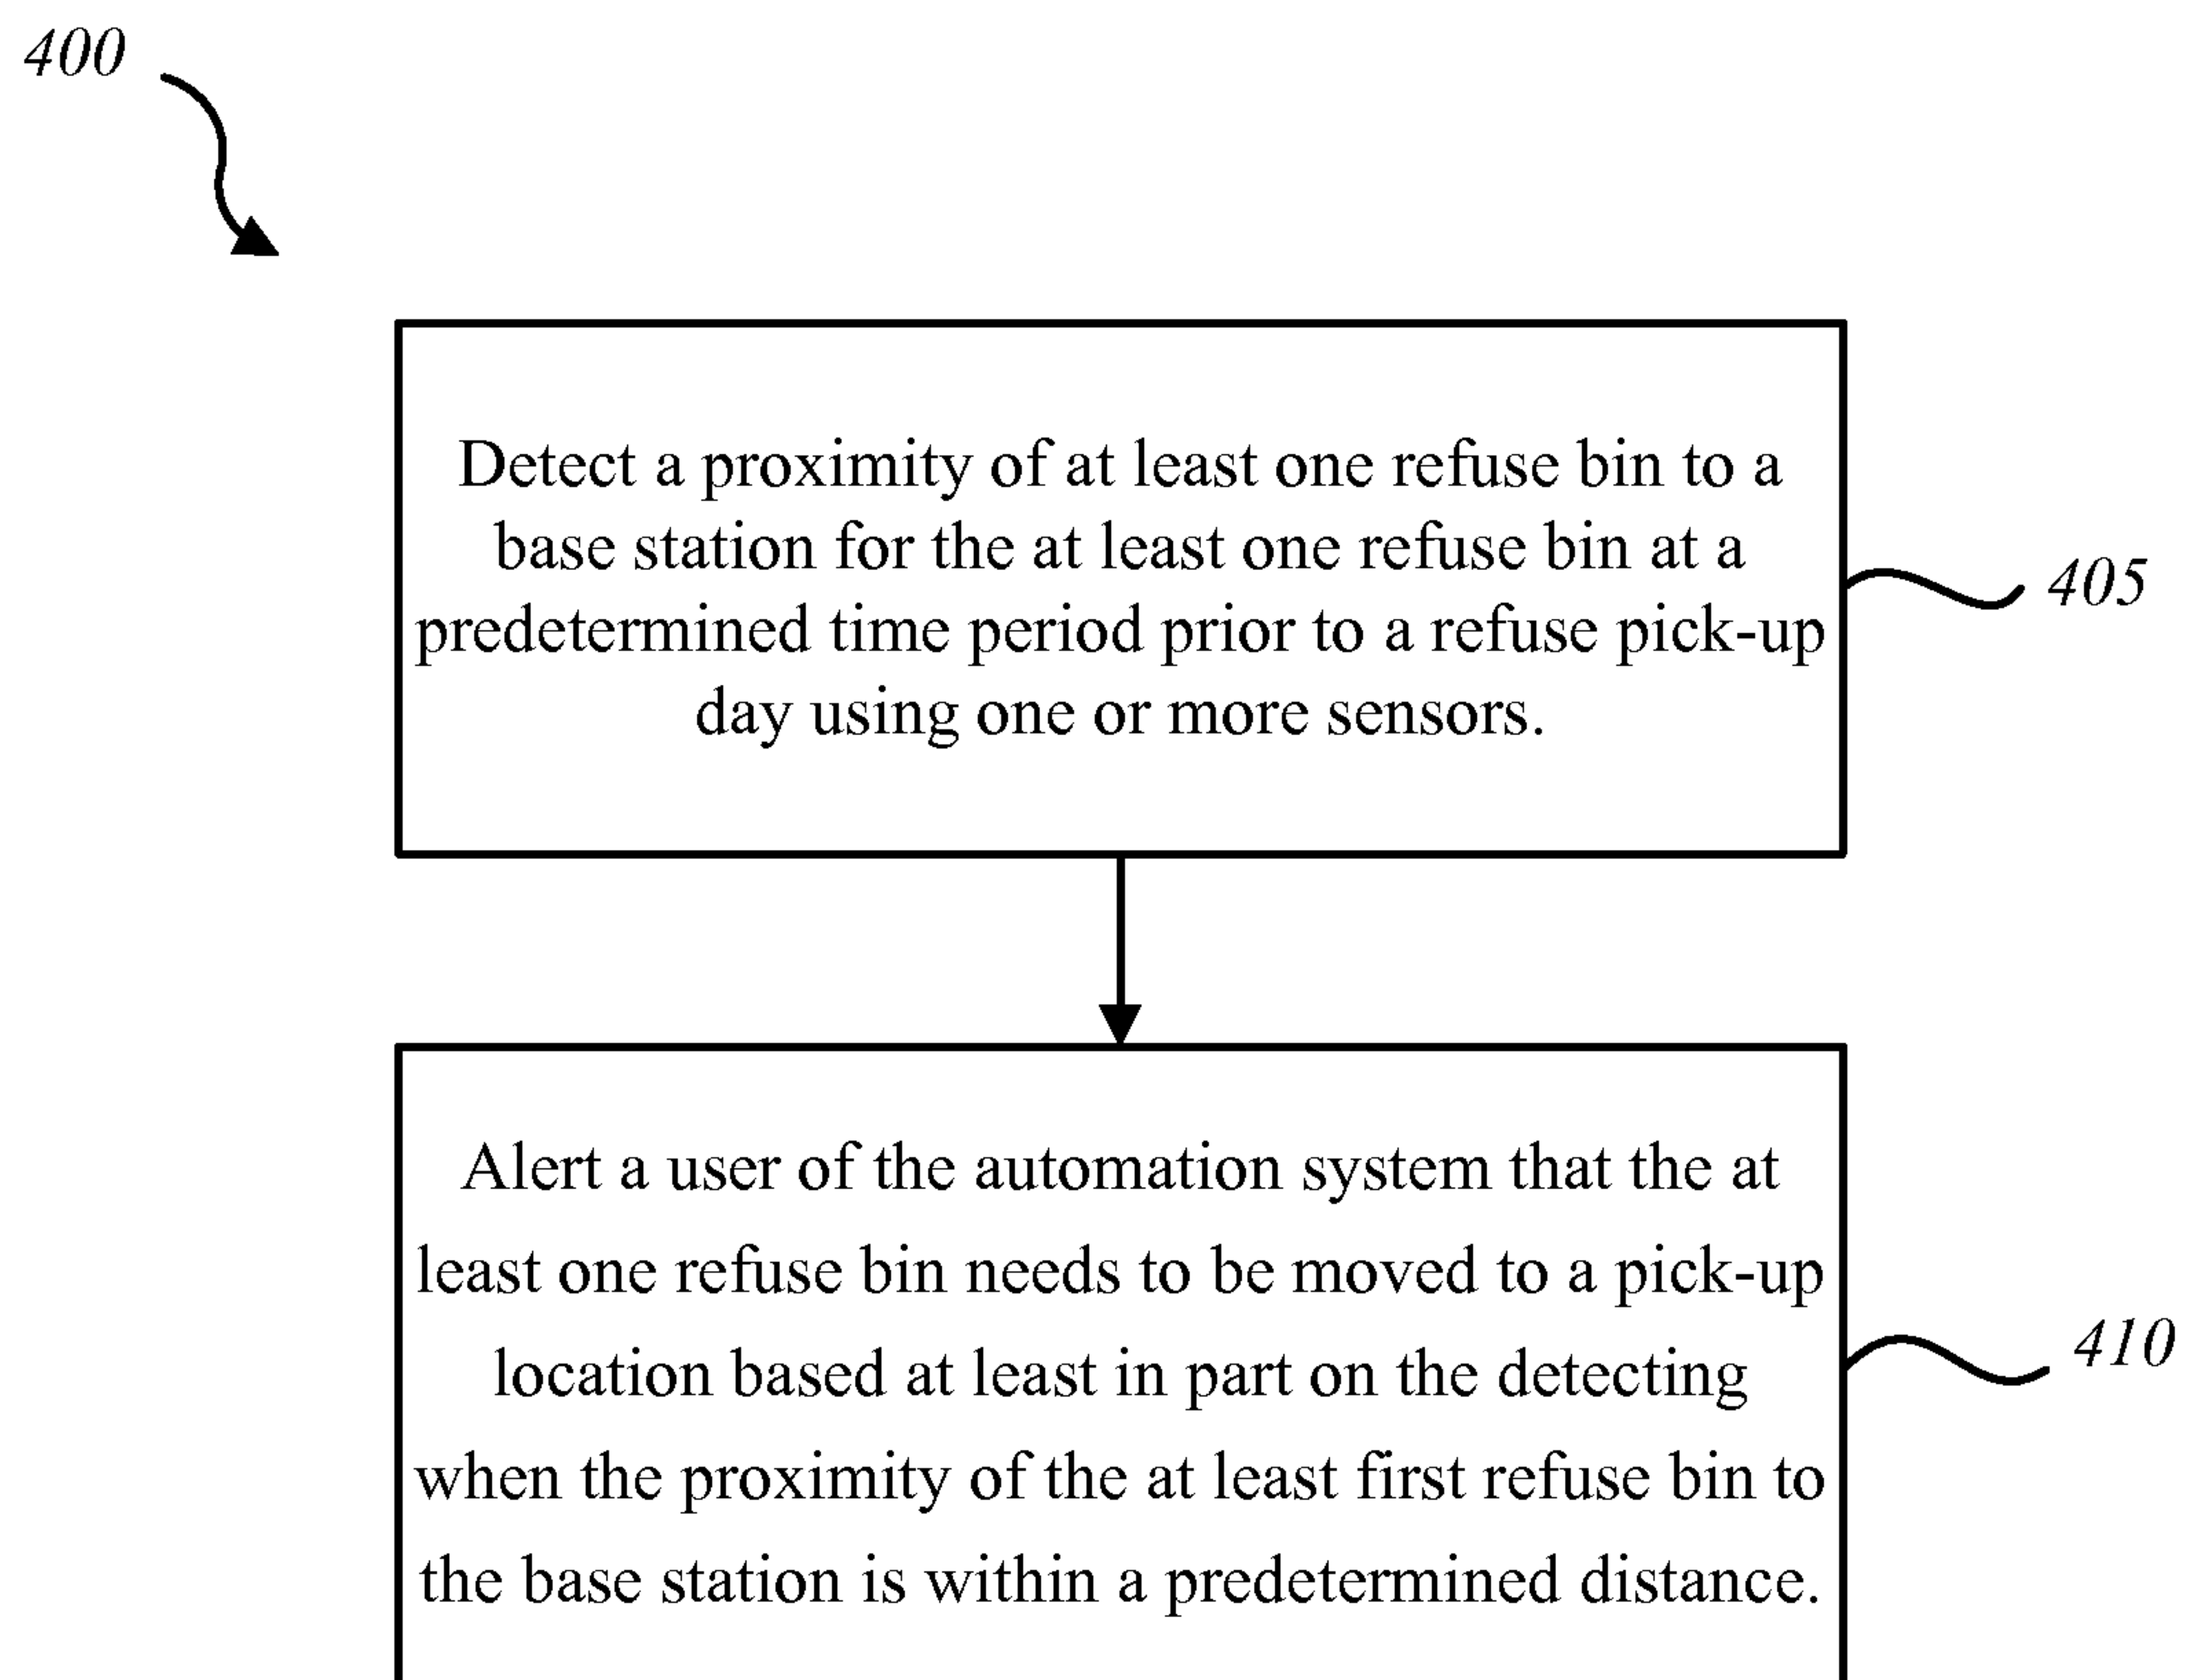 400
Detect a proximity of at least one refuse bin to a
base station for the at least one refuse bin at a
predetermined time period prior to a refuse pick-up
day using one or more sensors.
405
Alert a user of the automation system that the at
least one refuse bin needs to be moved to a pick-up
location based at least in part on the detecting
when the proximity of the at least first refuse bin to
the base station is within a predetermined distance.
410